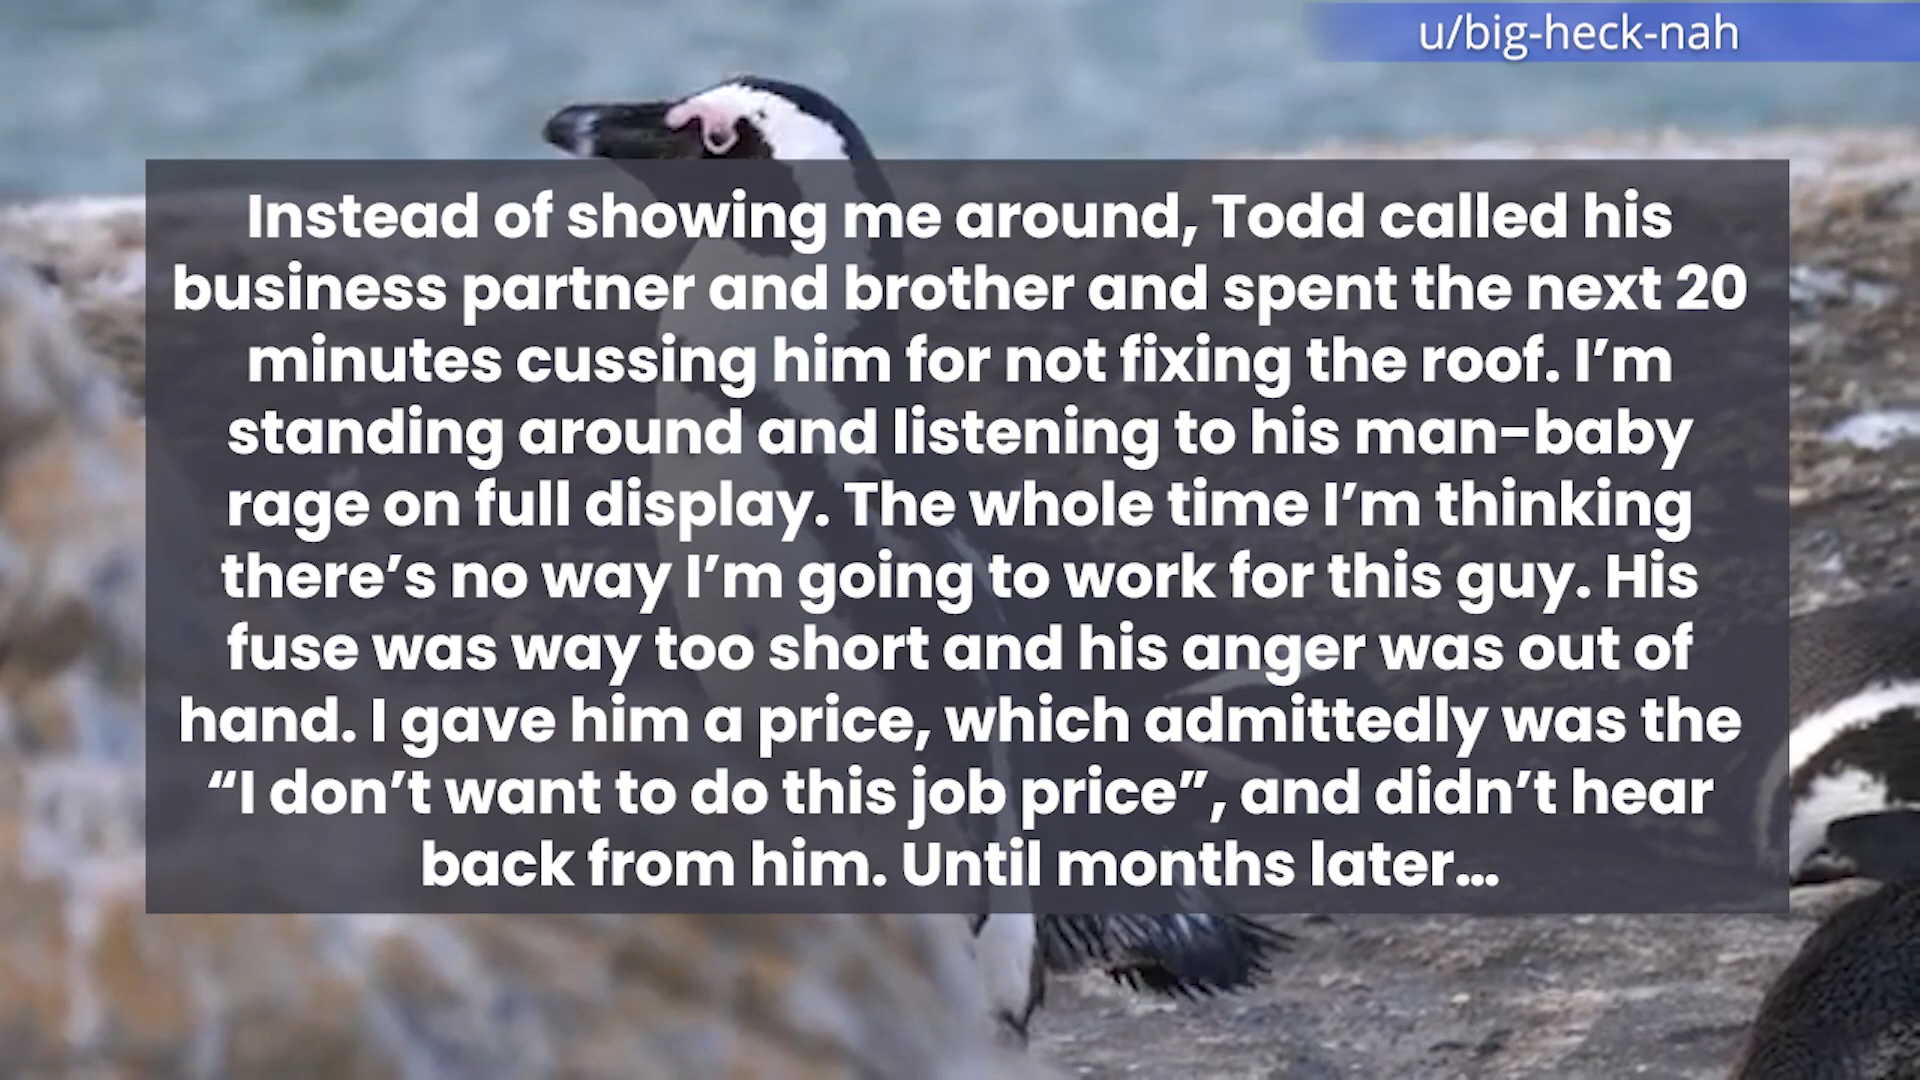 u/big-heck-nah
Instead of showing me around, Todd called his
business partner and brother and spent the next 20
minutes cussing him for not fixing the roof. I’m
standing around and listening to his man-baby
rage on full display. The whole time I’m thinking
there’s no way I’m going to work for this guy. His
fuse was way too short and his anger was out of
hand. I gave him a price, which admittedly was the
“I don’t want to do this job price”, and didn’t hear
back from him. Until months later...